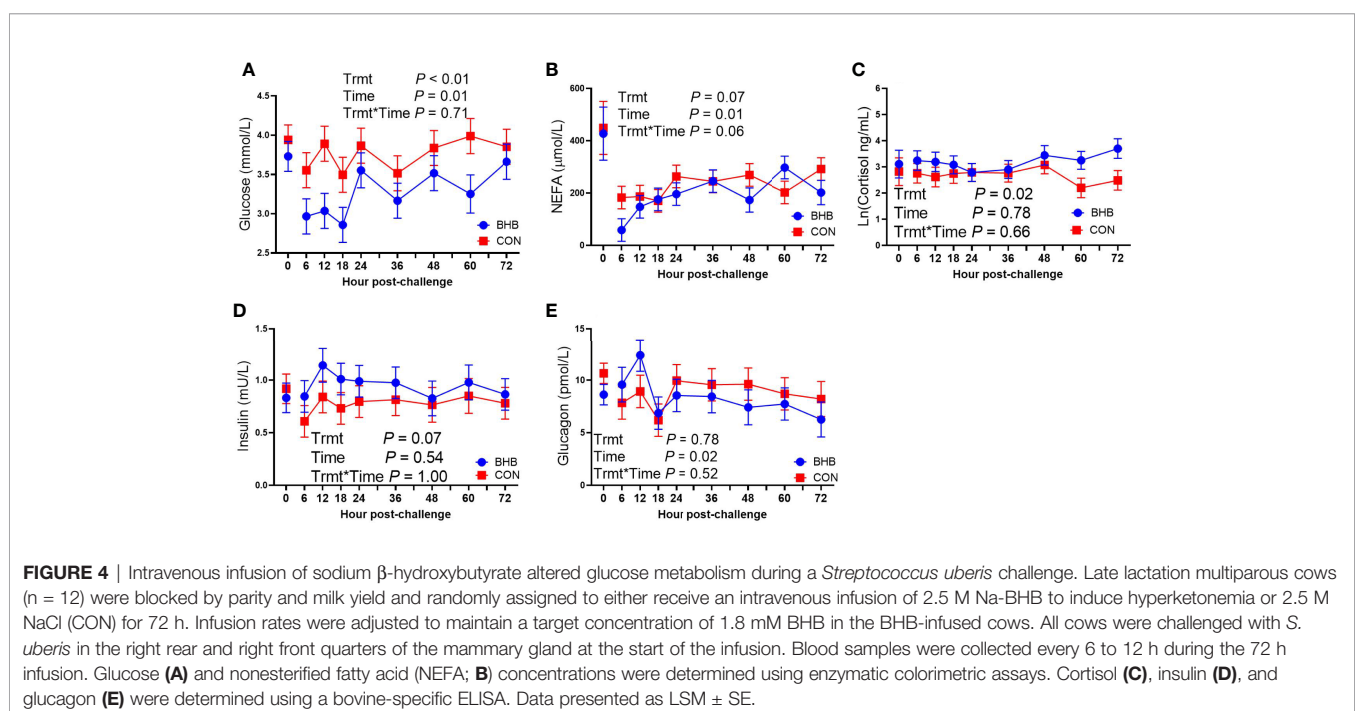 A
Trmt P < 0.01
Time P = 0.01
Trmt*Time P = 0.71
Glucose (mmol/L)
4.5
4.0
3.5
3.0
2.5
BHB
CON
0 6 12 18 24 36 48 60 72
Hour post-challenge
B
Trmt P = 0.07
Time P = 0.01
Trmt*Time P = 0.06
NEFA (μmol/L)
600
400
200
0
BHB
CON
0 6 12 18 24 36 48 60 72
Hour post-challenge
C
Ln(Cortisol ng/mL)
6
5
4
3
2
1
0
Trmt P = 0.02
Time P = 0.78
Trmt*Time P = 0.66
BHB
CON
0 6 12 18 24 36 48 60 72
Hour post-challenge
D
Insulin (mU/L)
1.5
1.0
0.5
0.0
Trmt P = 0.07
Time P = 0.54
Trmt*Time P = 1.00
BHB
CON
0 6 12 18 24 36 48 60 72
Hour post-challenge
E
Glucagon (pmol/L)
15
10
5
0
Trmt P = 0.78
Time P = 0.02
Trmt*Time P = 0.52
BHB
CON
0 6 12 18 24 36 48 60 72
Hour post-challenge
FIGURE 4 | Intravenous infusion of sodium β-hydroxybutyrate altered glucose metabolism during a Streptococcus uberis challenge. Late lactation multiparous cows
(n = 12) were blocked by parity and milk yield and randomly assigned to either receive an intravenous infusion of 2.5 M Na-BHB to induce hyperketonemia or 2.5 M
NaCl (CON) for 72 h. Infusion rates were adjusted to maintain a target concentration of 1.8 mM BHB in the BHB-infused cows. All cows were challenged with S.
uberis in the right rear and right front quarters of the mammary gland at the start of the infusion. Blood samples were collected every 6 to 12 h during the 72 h
infusion. Glucose (A) and nonesterified fatty acid (NEFA; B) concentrations were determined using enzymatic colorimetric assays. Cortisol (C), insulin (D), and
glucagon (E) were determined using a bovine-specific ELISA. Data presented as LSM ± SE.